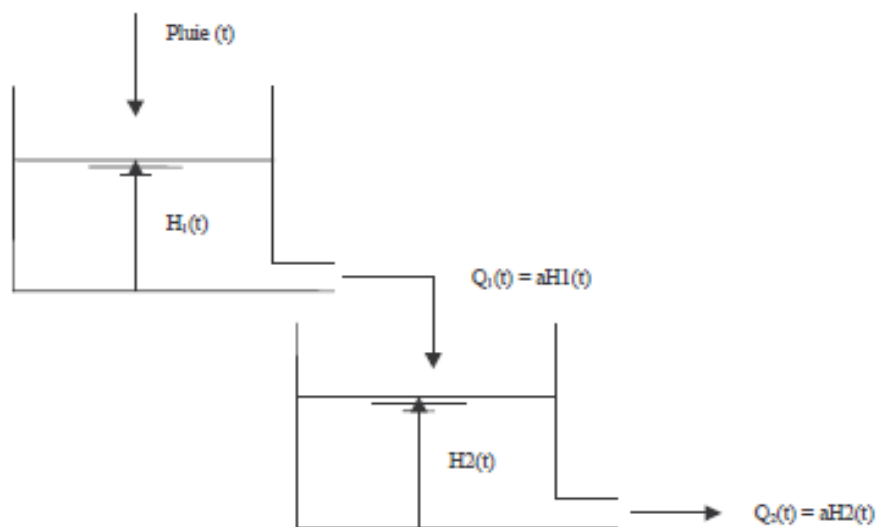 Pluie (t)
H₁(t)
Q₁(t) = aH1(t)
H2(t)
Q₂(t) = aH2(t)